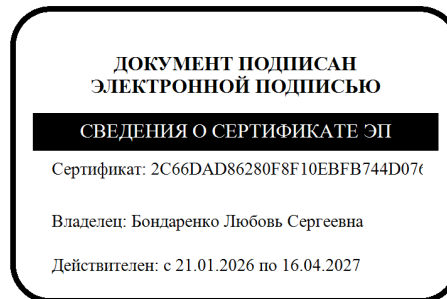 ДОКУМЕНТ ПОДПИСАН
ЭЛЕКТРОННОЙ ПОДПИСЬЮ
СВЕДЕНИЯ О СЕРТИФИКАТЕ ЭП
Сертификат: 2C66DAD86280F8F10EBFB744D076
Владелец: Бондаренко Любовь Сергеевна
Действителен: с 21.01.2026 по 16.04.2027